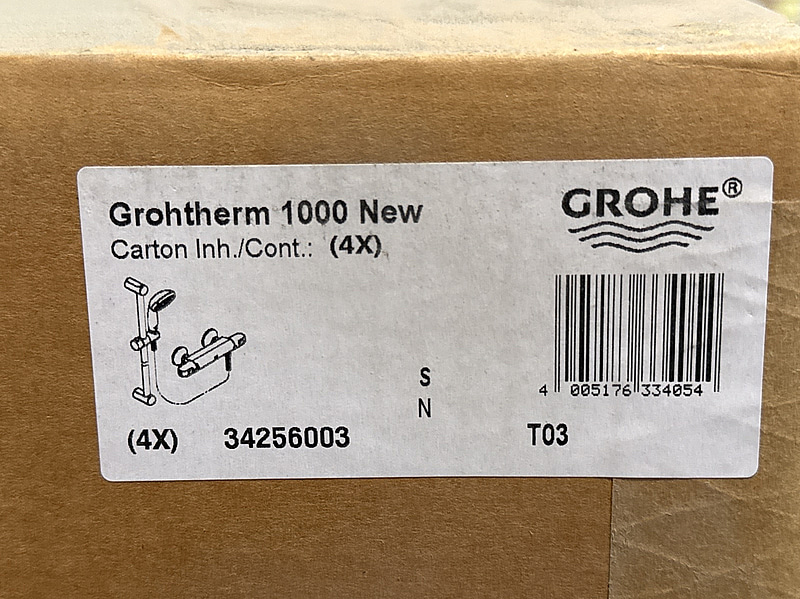 Grohtherm 1000 New
Carton Inh./Cont.: (4X)
GROHE®
4 005176 334054
S
N
(4X) 34256003 T03